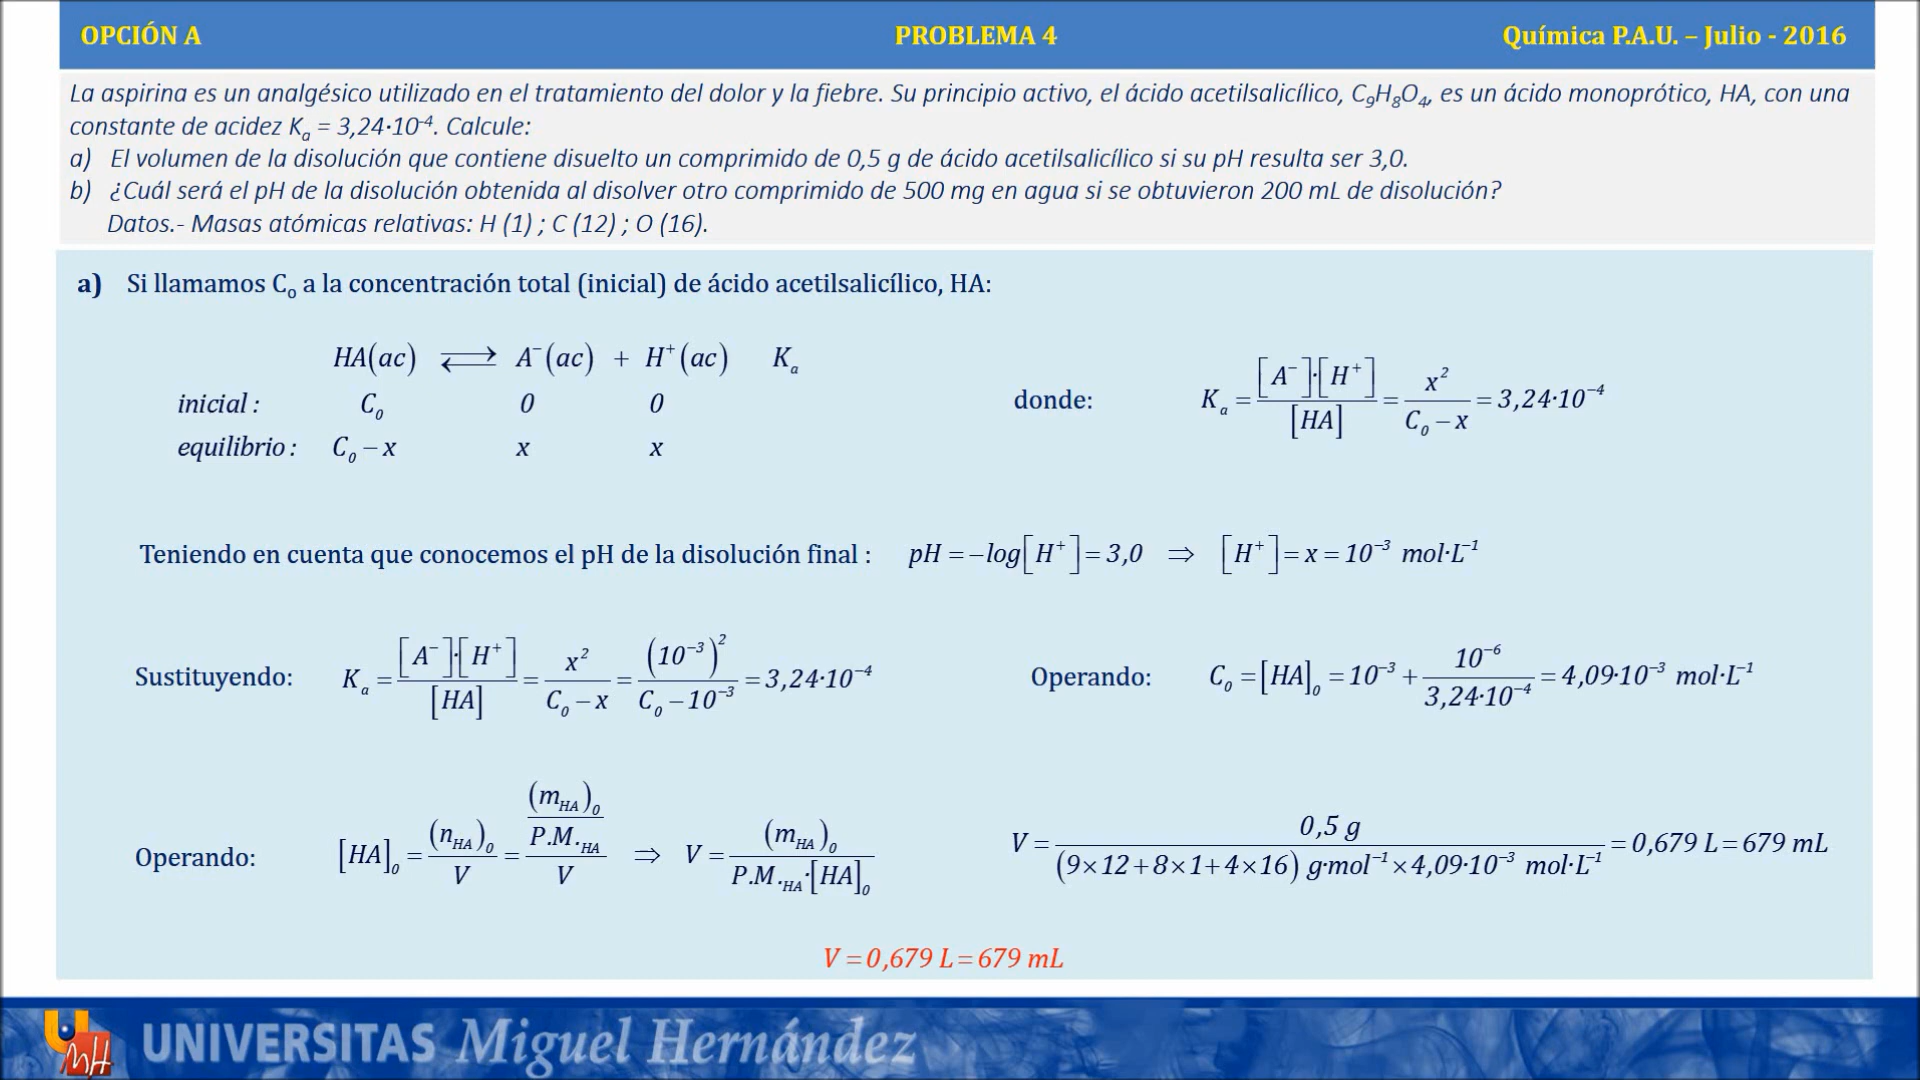 OPCIÓN A PROBLEMA 4 Química P.A.U. – Julio - 2016
La aspirina es un analgésico utilizado en el tratamiento del dolor y la fiebre. Su principio activo, el ácido acetilsalicílico, C₉H₈O₄, es un ácido monoprótico, HA, con una
constante de acidez Kₐ = 3,24·10⁻⁴. Calcule:
a) El volumen de la disolución que contiene disuelto un comprimido de 0,5 g de ácido acetilsalicílico si su pH resulta ser 3,0.
b) ¿Cuál será el pH de la disolución obtenida al disolver otro comprimido de 500 mg en agua si se obtuvieron 200 mL de disolución?
Datos.- Masas atómicas relativas: H (1) ; C (12) ; O (16).
a) Si llamamos C₀ a la concentración total (inicial) de ácido acetilsalicílico, HA:
HA(ac) ⇌ A⁻(ac) + H⁺(ac) Kₐ
inicial : C₀ 0 0
equilibrio : C₀ – x x x
donde: Kₐ = [A⁻]·[H⁺] / [HA] = x² / (C₀ – x) = 3,24·10⁻⁴
Teniendo en cuenta que conocemos el pH de la disolución final : pH = –log[H⁺] = 3,0 ⇒ [H⁺] = x = 10⁻³ mol·L⁻¹
Sustituyendo: Kₐ = [A⁻]·[H⁺] / [HA] = x² / (C₀ – x) = (10⁻³)² / (C₀ – 10⁻³) = 3,24·10⁻⁴
Operando: C₀ = [HA]₀ = 10⁻³ + 10⁻⁶ / 3,24·10⁻⁴ = 4,09·10⁻³ mol·L⁻¹
Operando: [HA]₀ = (n_HA)₀ / V = ((m_HA)₀ / P.M._HA) / V ⇒ V = (m_HA)₀ / P.M._HA·[HA]₀
V = 0,5 g / (9×12+8×1+4×16) g·mol⁻¹×4,09·10⁻³ mol·L⁻¹ = 0,679 L = 679 mL
V = 0,679 L = 679 mL
UMH UNIVERSITAS Miguel Hernández